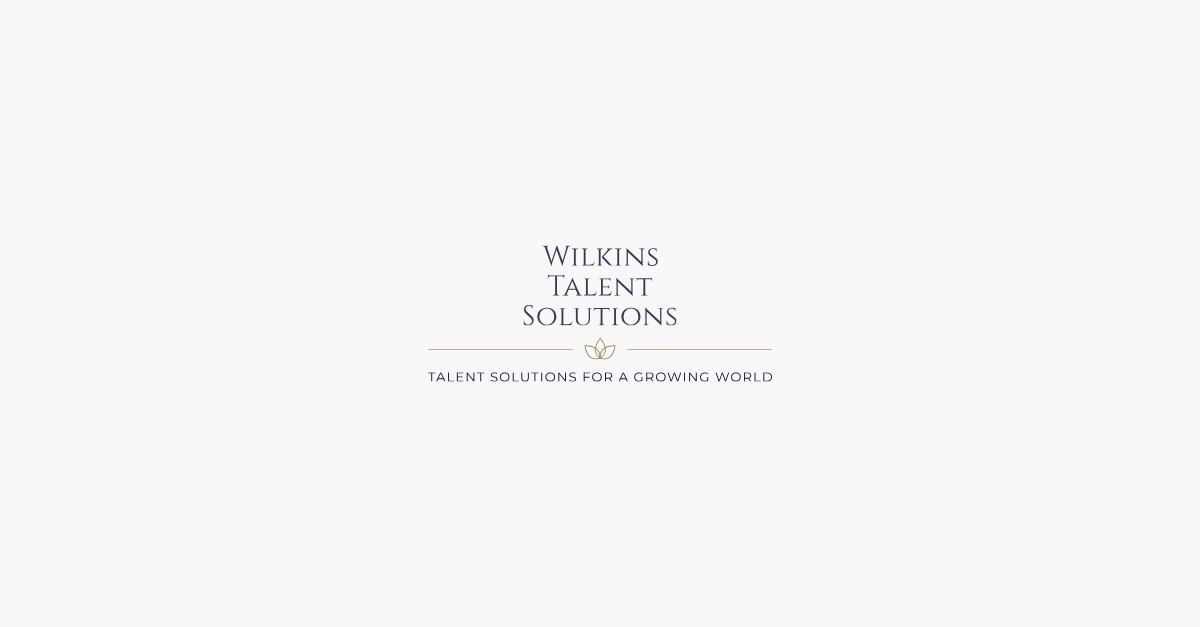 Wilkins
Talent
Solutions
TALENT SOLUTIONS FOR A GROWING WORLD